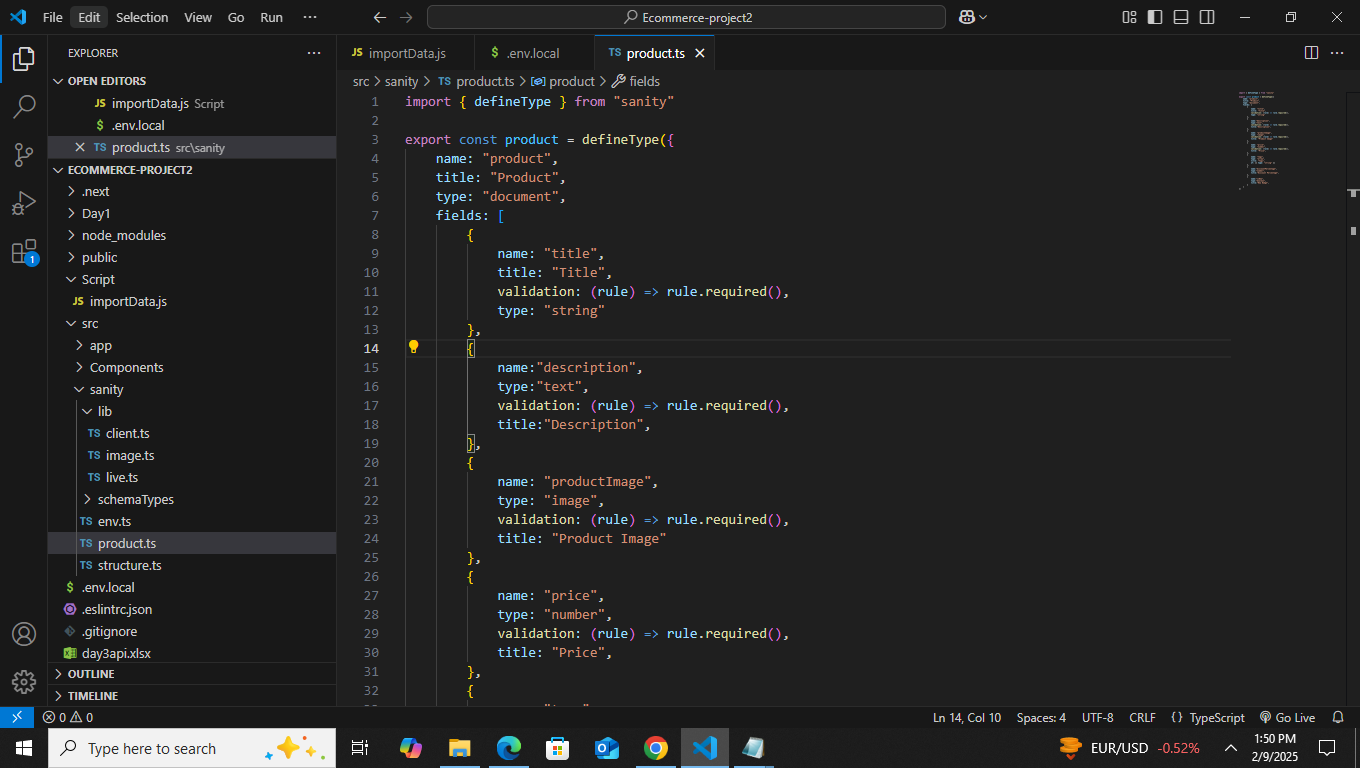 File Edit Selection View Go Run ···
Ecommerce-project2
EXPLORER ···
OPEN EDITORS
JS importData.js Script
$ .env.local
TS product.ts src\sanity
ECOMMERCE-PROJECT2
.next
Day1
node_modules
public
Script
JS importData.js
src
app
Components
sanity
lib
TS client.ts
TS image.ts
TS live.ts
schemaTypes
TS env.ts
TS product.ts
TS structure.ts
$ .env.local
.eslintrc.json
.gitignore
day3api.xlsx
OUTLINE
TIMELINE
1
JS importData.js $ .env.local TS product.ts
src > sanity > TS product.ts > product > fields
1 import { defineType } from "sanity"
2
3 export const product = defineType({
4 name: "product",
5 title: "Product",
6 type: "document",
7 fields: [
8 {
9 name: "title",
10 title: "Title",
11 validation: (rule) => rule.required(),
12 type: "string"
13 },
14 {
15 name:"description",
16 type:"text",
17 validation: (rule) => rule.required(),
18 title:"Description",
19 },
20 {
21 name: "productImage",
22 type: "image",
23 validation: (rule) => rule.required(),
24 title: "Product Image"
25 },
26 {
27 name: "price",
28 type: "number",
29 validation: (rule) => rule.required(),
30 title: "Price",
31 },
32 {
0 0 Ln 14, Col 10 Spaces: 4 UTF-8 CRLF {} TypeScript Go Live
Type here to search
EUR/USD -0.52%
1:50 PM
2/9/2025